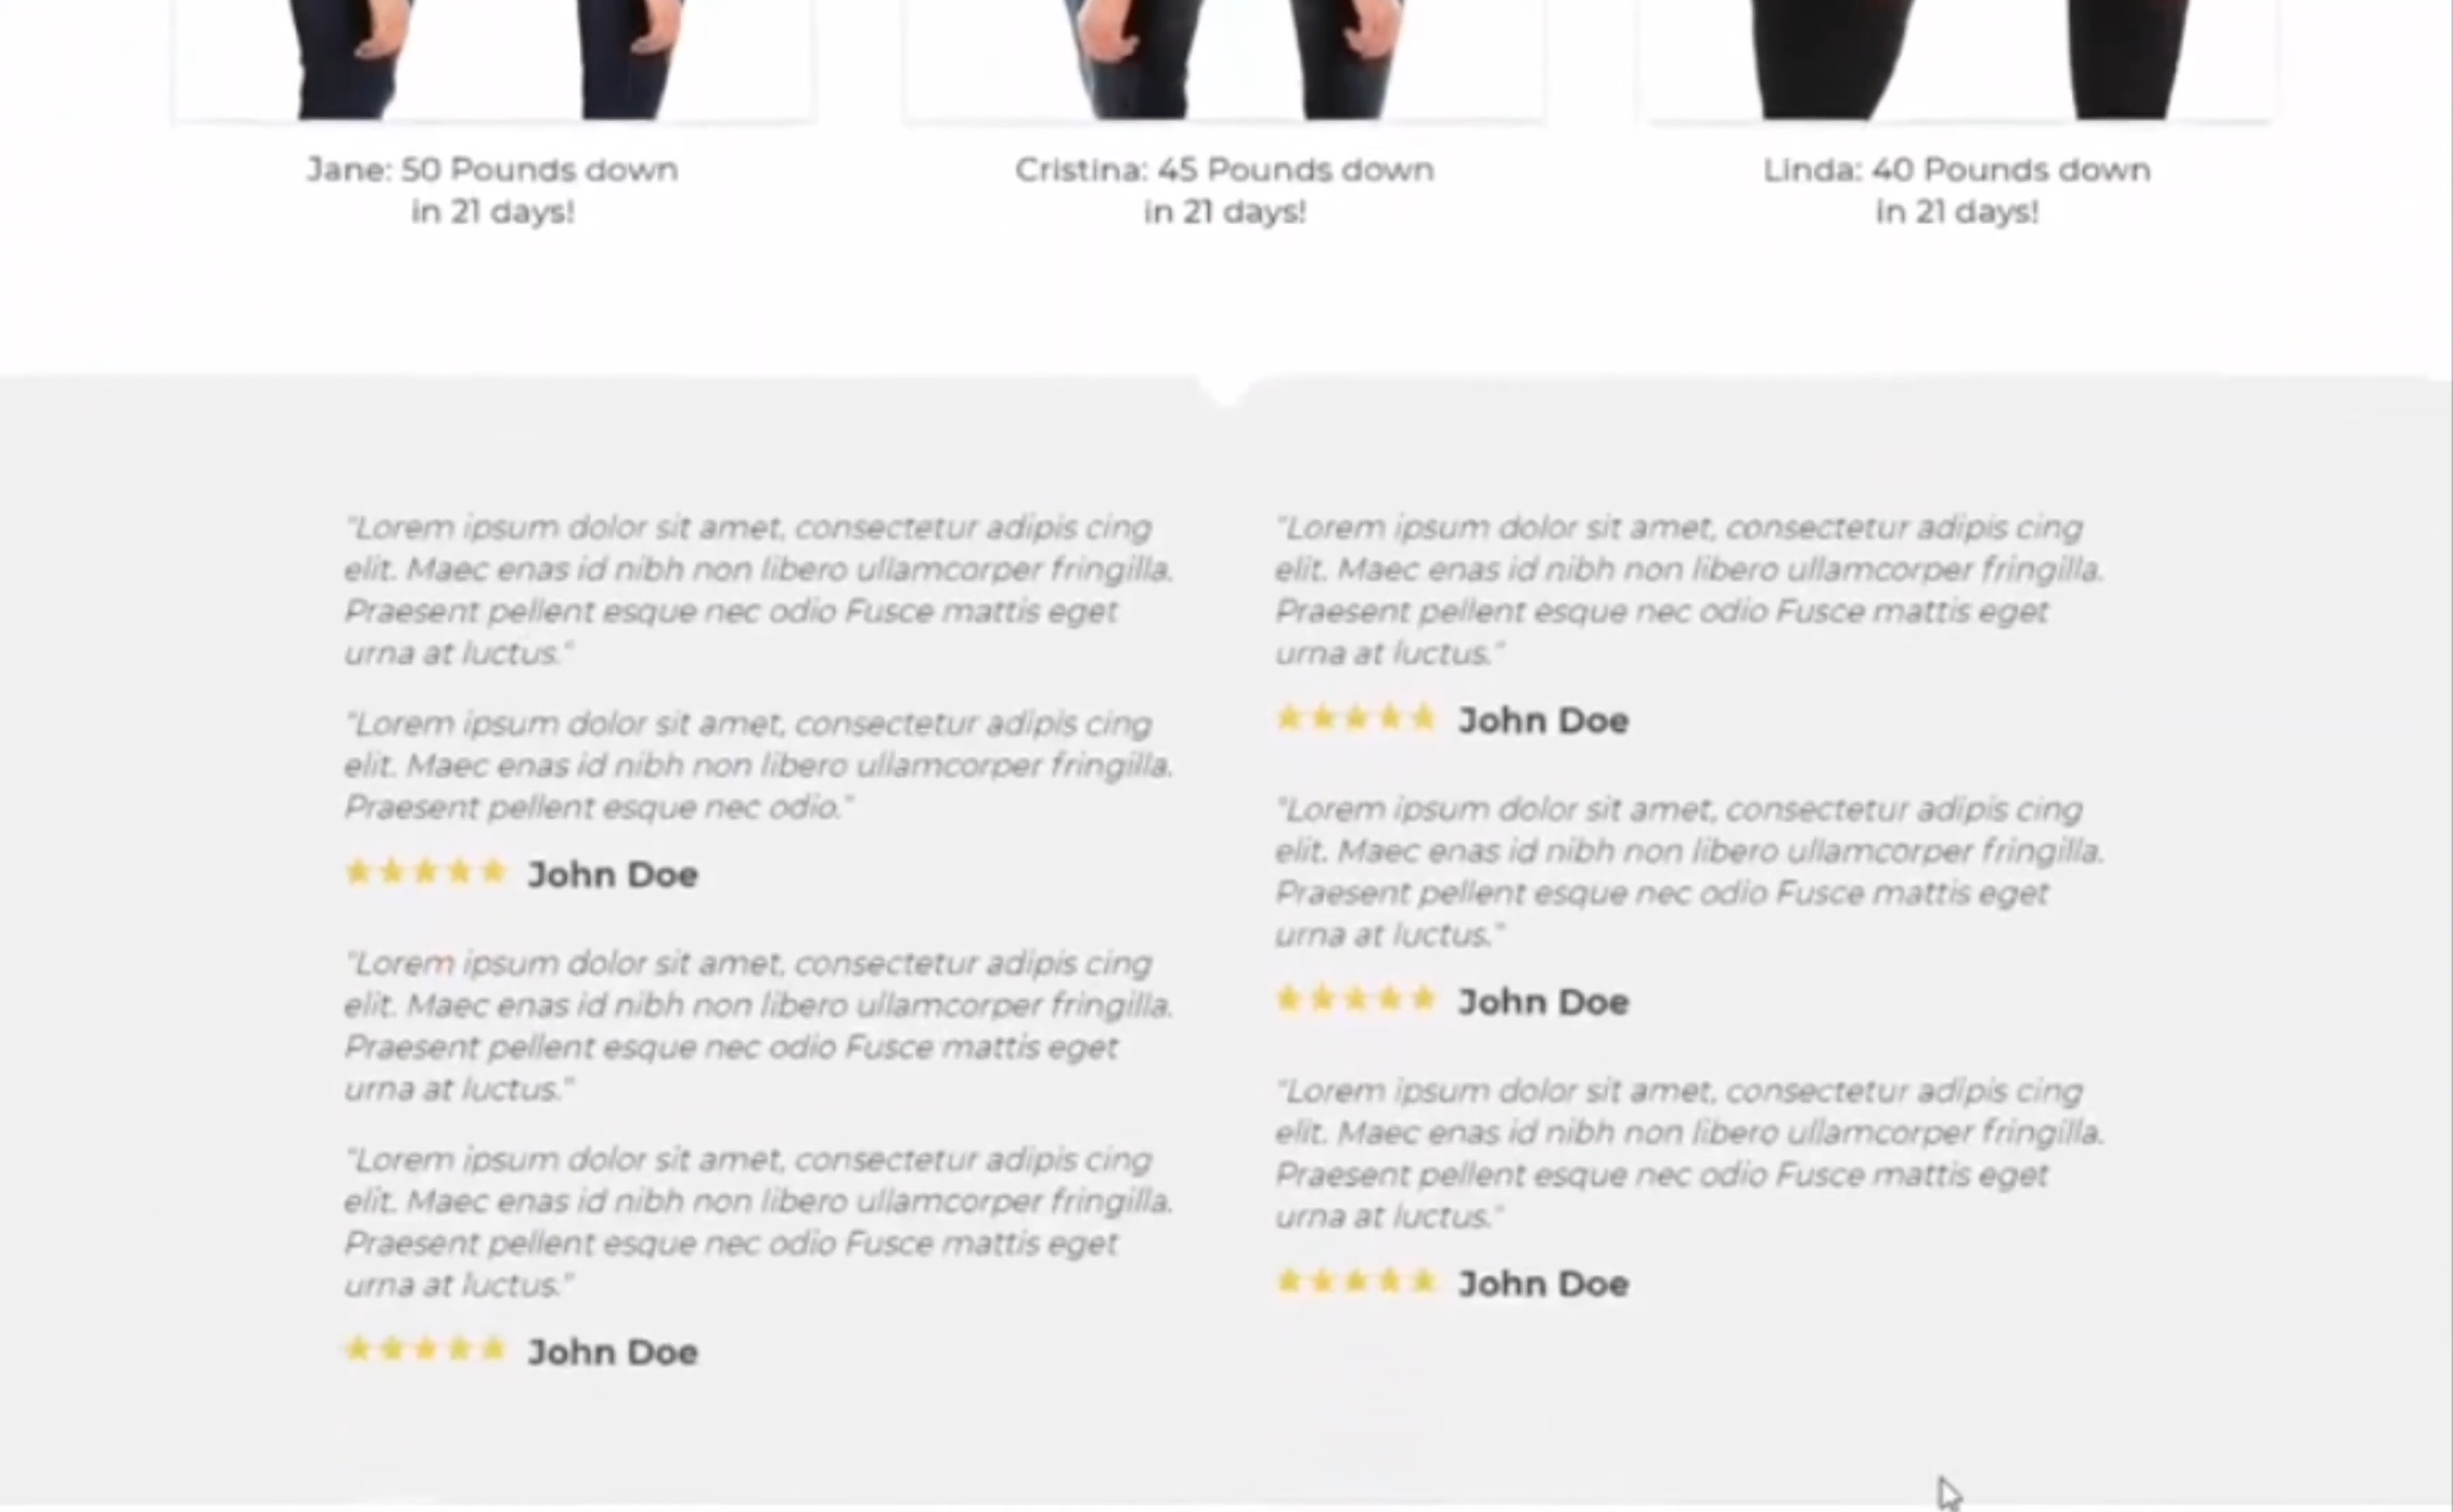 Jane: 50 Pounds down
in 21 days!
Cristina: 45 Pounds down
in 21 days!
Linda: 40 Pounds down
in 21 days!
"Lorem ipsum dolor sit amet, consectetur adipis cing
elit. Maec enas id nibh non libero ullamcorper fringilla.
Praesent pellent esque nec odio Fusce mattis eget
urna at luctus."
"Lorem ipsum dolor sit amet, consectetur adipis cing
elit. Maec enas id nibh non libero ullamcorper fringilla.
Praesent pellent esque nec odio."
John Doe
"Lorem ipsum dolor sit amet, consectetur adipis cing
elit. Maec enas id nibh non libero ullamcorper fringilla.
Praesent pellent esque nec odio Fusce mattis eget
urna at luctus."
"Lorem ipsum dolor sit amet, consectetur adipis cing
elit. Maec enas id nibh non libero ullamcorper fringilla.
Praesent pellent esque nec odio Fusce mattis eget
urna at luctus."
John Doe
"Lorem ipsum dolor sit amet, consectetur adipis cing
elit. Maec enas id nibh non libero ullamcorper fringilla.
Praesent pellent esque nec odio Fusce mattis eget
urna at luctus."
John Doe
"Lorem ipsum dolor sit amet, consectetur adipis cing
elit. Maec enas id nibh non libero ullamcorper fringilla.
Praesent pellent esque nec odio Fusce mattis eget
urna at luctus."
John Doe
"Lorem ipsum dolor sit amet, consectetur adipis cing
elit. Maec enas id nibh non libero ullamcorper fringilla.
Praesent pellent esque nec odio Fusce mattis eget
urna at luctus."
John Doe